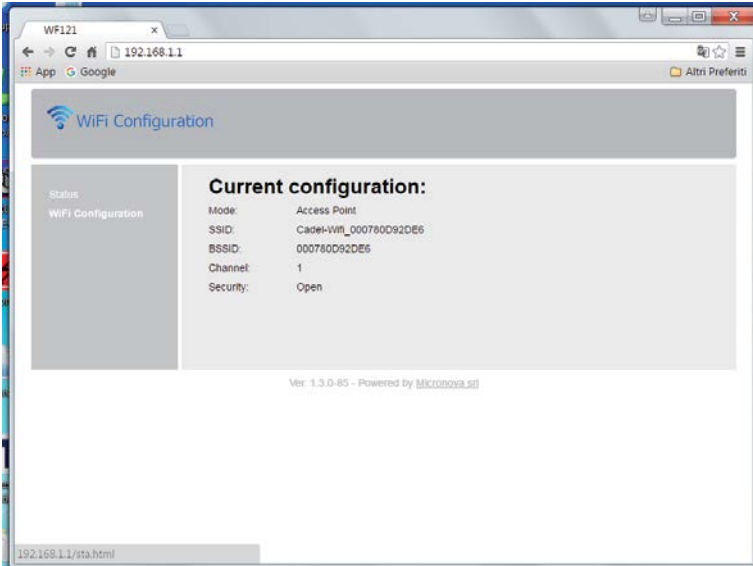 WF121
192.168.1.1
App Google Altri Preferiti
WiFi Configuration
Status
WiFi Configuration
Current configuration:
Mode: Access Point
SSID: Cadel-Wifi_000780D92DE6
BSSID: 000780D92DE6
Channel: 1
Security: Open
Ver. 1.3.0-85 - Powered by Micronova srl
192.168.1.1/sta.html